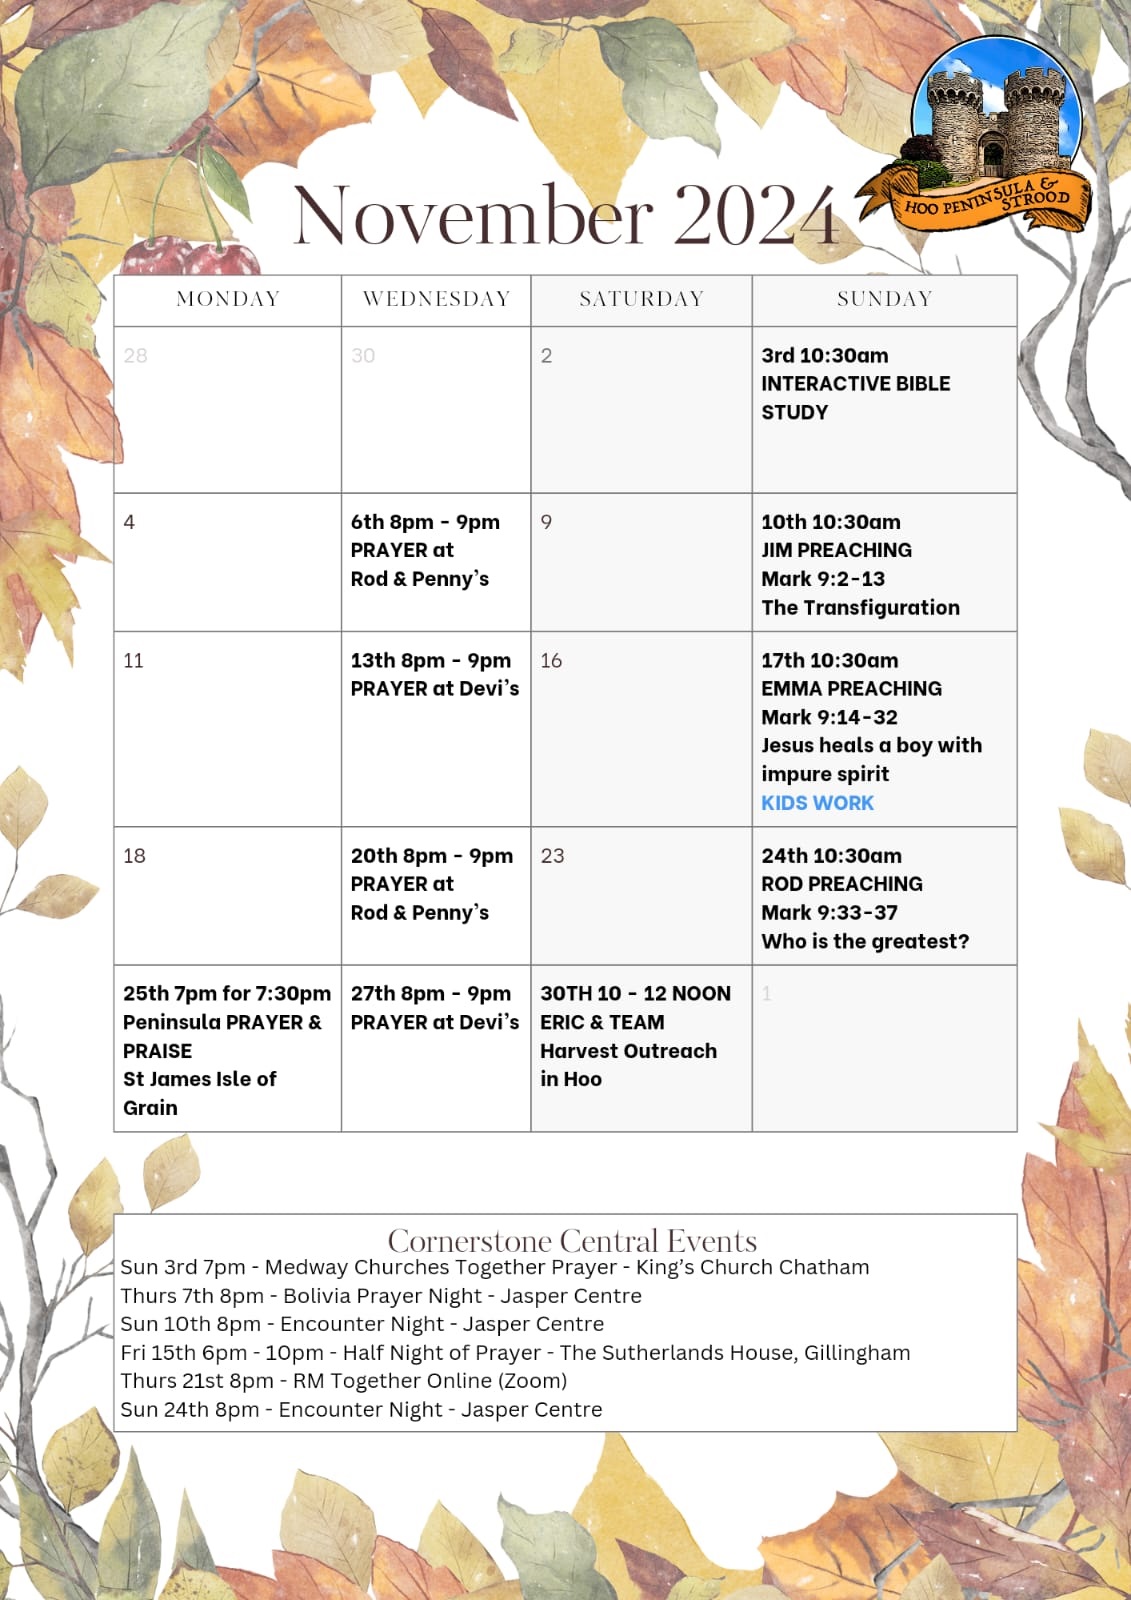 HOO PENINSULA &
STROOD
November 2024
MONDAY
WEDNESDAY
SATURDAY
SUNDAY
28
30
2
3rd 10:30am
INTERACTIVE BIBLE
STUDY
4
6th 8pm - 9pm
PRAYER at
Rod & Penny's
9
10th 10:30am
JIM PREACHING
Mark 9:2-13
The Transfiguration
11
13th 8pm - 9pm
PRAYER at Devi's
16
17th 10:30am
EMMA PREACHING
Mark 9:14-32
Jesus heals a boy with
impure spirit
KIDS WORK
18
20th 8pm - 9pm
PRAYER at
Rod & Penny's
23
24th 10:30am
ROD PREACHING
Mark 9:33-37
Who is the greatest?
25th 7pm for 7:30pm
Peninsula PRAYER &
PRAISE
St James Isle of
Grain
27th 8pm - 9pm
PRAYER at Devi's
30TH 10 - 12 NOON
ERIC & TEAM
Harvest Outreach
in Hoo
1
Cornerstone Central Events
Sun 3rd 7pm - Medway Churches Together Prayer - King's Church Chatham
Thurs 7th 8pm - Bolivia Prayer Night - Jasper Centre
Sun 10th 8pm - Encounter Night - Jasper Centre
Fri 15th 6pm - 10pm - Half Night of Prayer - The Sutherlands House, Gillingham
Thurs 21st 8pm - RM Together Online (Zoom)
Sun 24th 8pm - Encounter Night - Jasper Centre